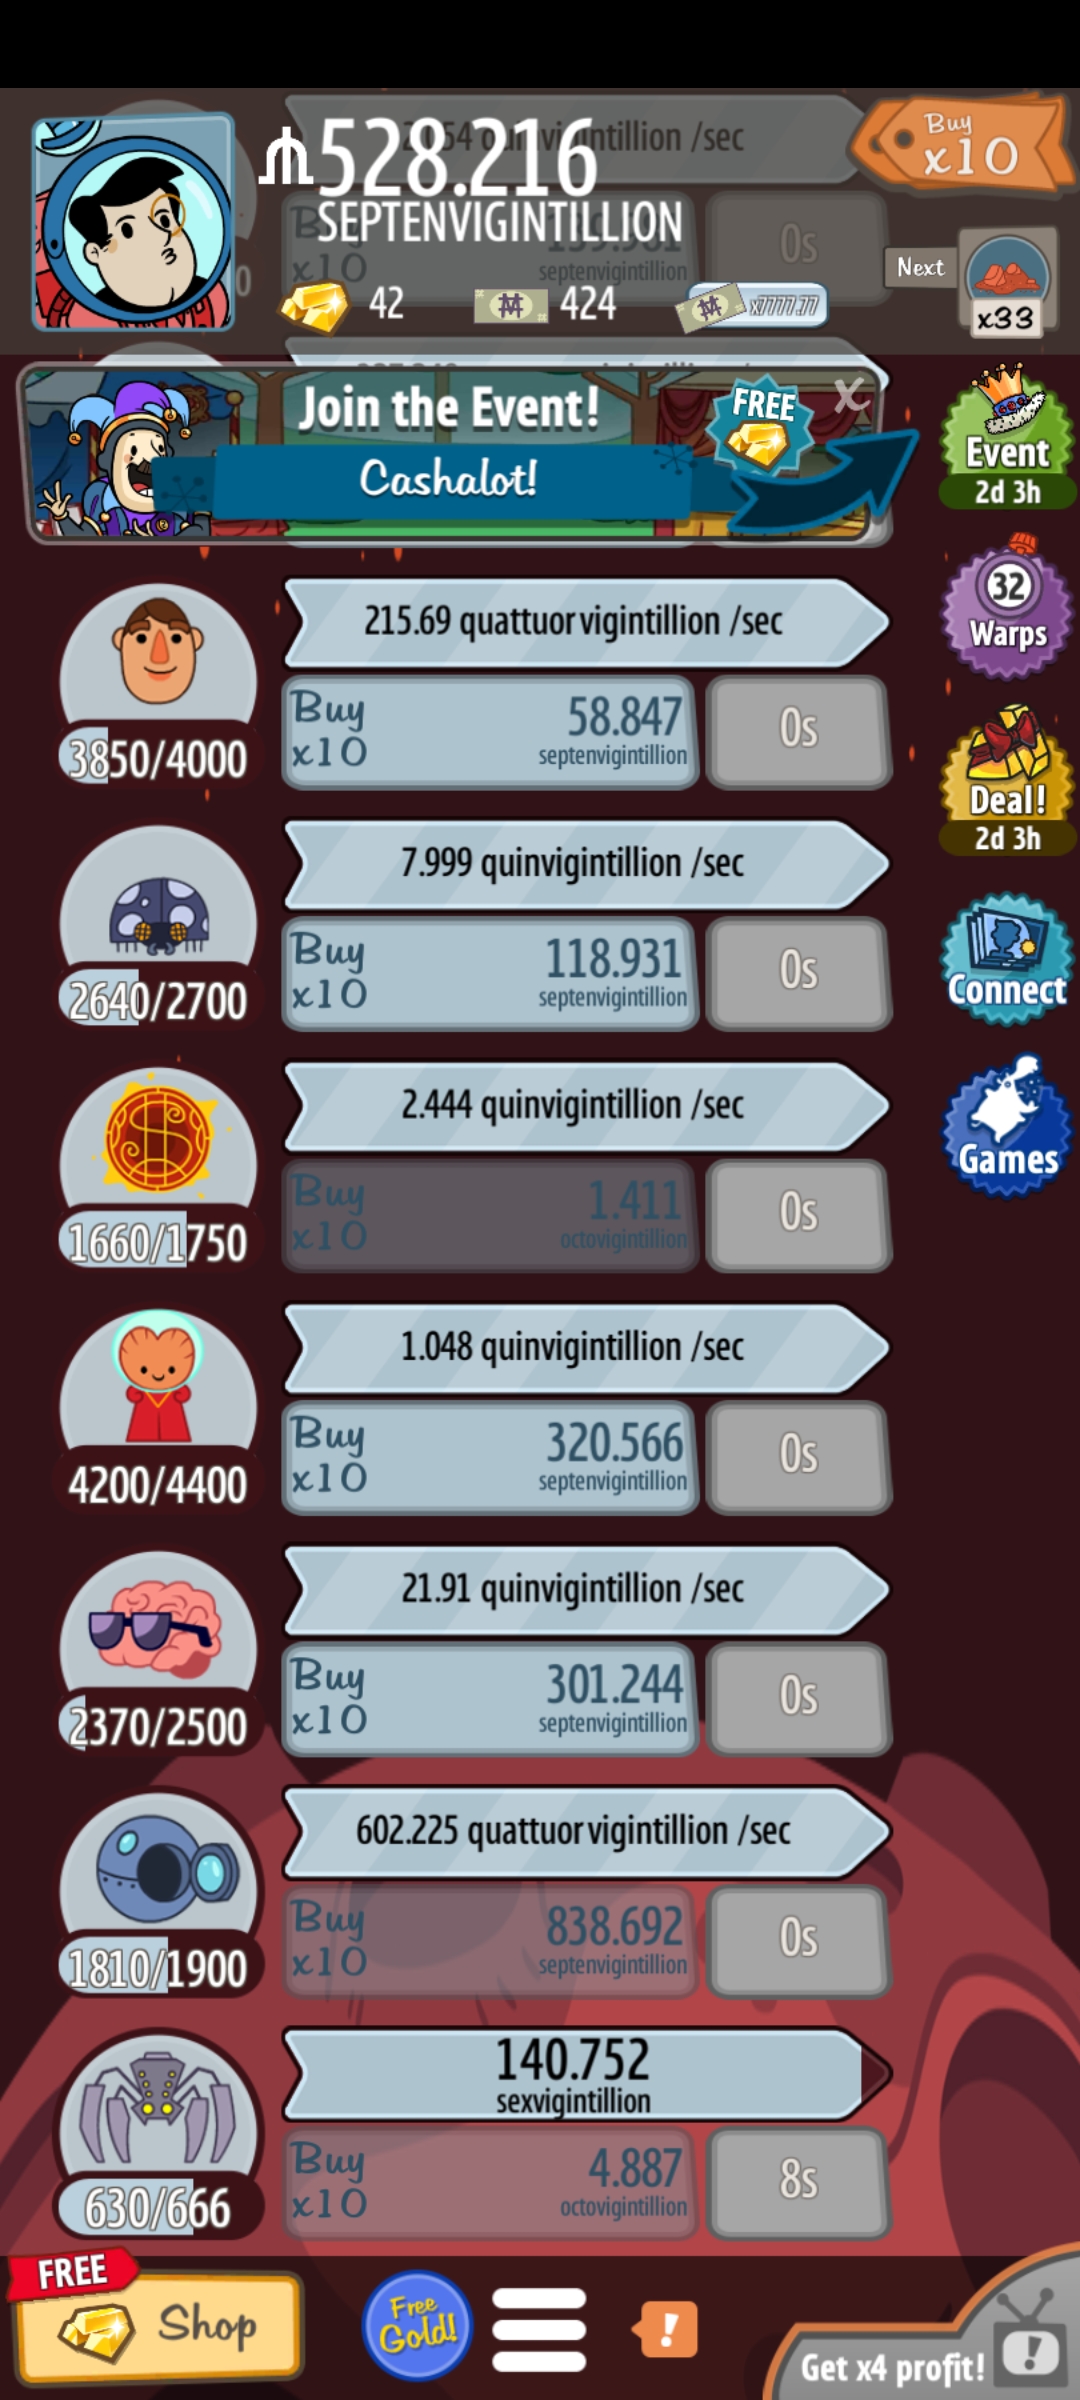 528.216
SEPTENVIGINTILLION
42
424
x7777.77
Buy
x10
Next
x33
/sec
Buy
x10
septenvigintillion
0s
Join the Event!
Cashalot!
FREE
X
Event
2d 3h
32
Warps
Deal!
2d 3h
Connect
Games
215.69 quattuorvigintillion /sec
Buy
x10
58.847
septenvigintillion
0s
3850/4000
7.999 quinvigintillion /sec
Buy
x10
118.931
septenvigintillion
0s
2640/2700
2.444 quinvigintillion /sec
Buy
x10
1.411
octovigintillion
0s
1660/1750
1.048 quinvigintillion /sec
Buy
x10
320.566
septenvigintillion
0s
4200/4400
21.91 quinvigintillion /sec
Buy
x10
301.244
septenvigintillion
0s
2370/2500
602.225 quattuorvigintillion /sec
Buy
x10
838.692
septenvigintillion
0s
1810/1900
140.752
sexvigintillion
Buy
x10
4.887
octovigintillion
8s
630/666
FREE
Shop
Free
Gold!
!
Get x4 profit!
!